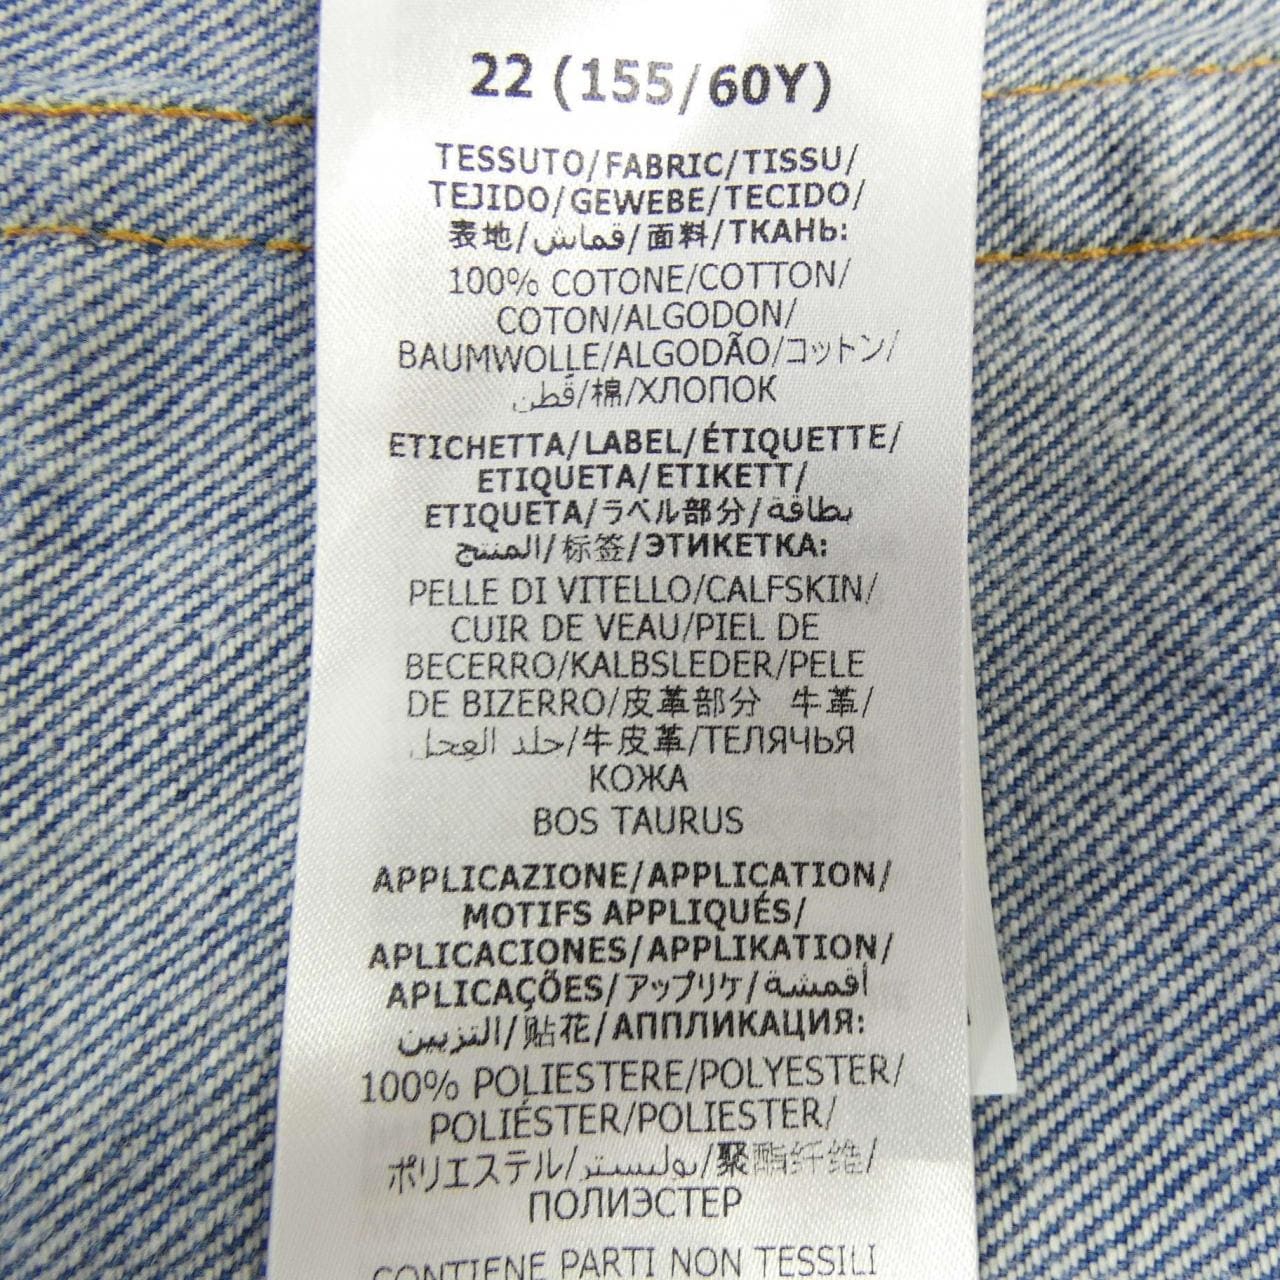 22 (155/60Y)
TESSUTO/FABRIC/TISSU/
TEJIDO/GEWEBE/TECIDO/
表地/قماش/面料/ТКАНЬ:
100% COTONE/COTTON/
COTON/ALGODON/
BAUMWOLLE/ALGODÃO/コットン/
قطن/棉/ХЛОПОК
ETICHETTA/LABEL/ÉTIQUETTE/
ETIQUETA/ETIKETT/
ETIQUETA/ラベル部分/بطاقة
المنتج/标签/ЭТИКЕТКА:
PELLE DI VITELLO/CALFSKIN/
CUIR DE VEAU/PIEL DE
BECERRO/KALBSLEDER/PELE
DE BIZERRO/皮革部分 牛革/
جلد العجل/牛皮革/ТЕЛЯЧЬЯ
КОЖА
BOS TAURUS
APPLICAZIONE/APPLICATION/
MOTIFS APPLIQUÉS/
APLICACIONES/APPLIKATION/
APLICAÇÕES/アップリケ/أقمشة
التزيين/贴花/АППЛИКАЦИЯ:
100% POLIESTERE/POLYESTER/
POLIÉSTER/POLIESTER/
ポリエステル/بوليستر/聚酯纤维/
ПОЛИЭСТЕР
CONTIENE PARTI NON TESSILI